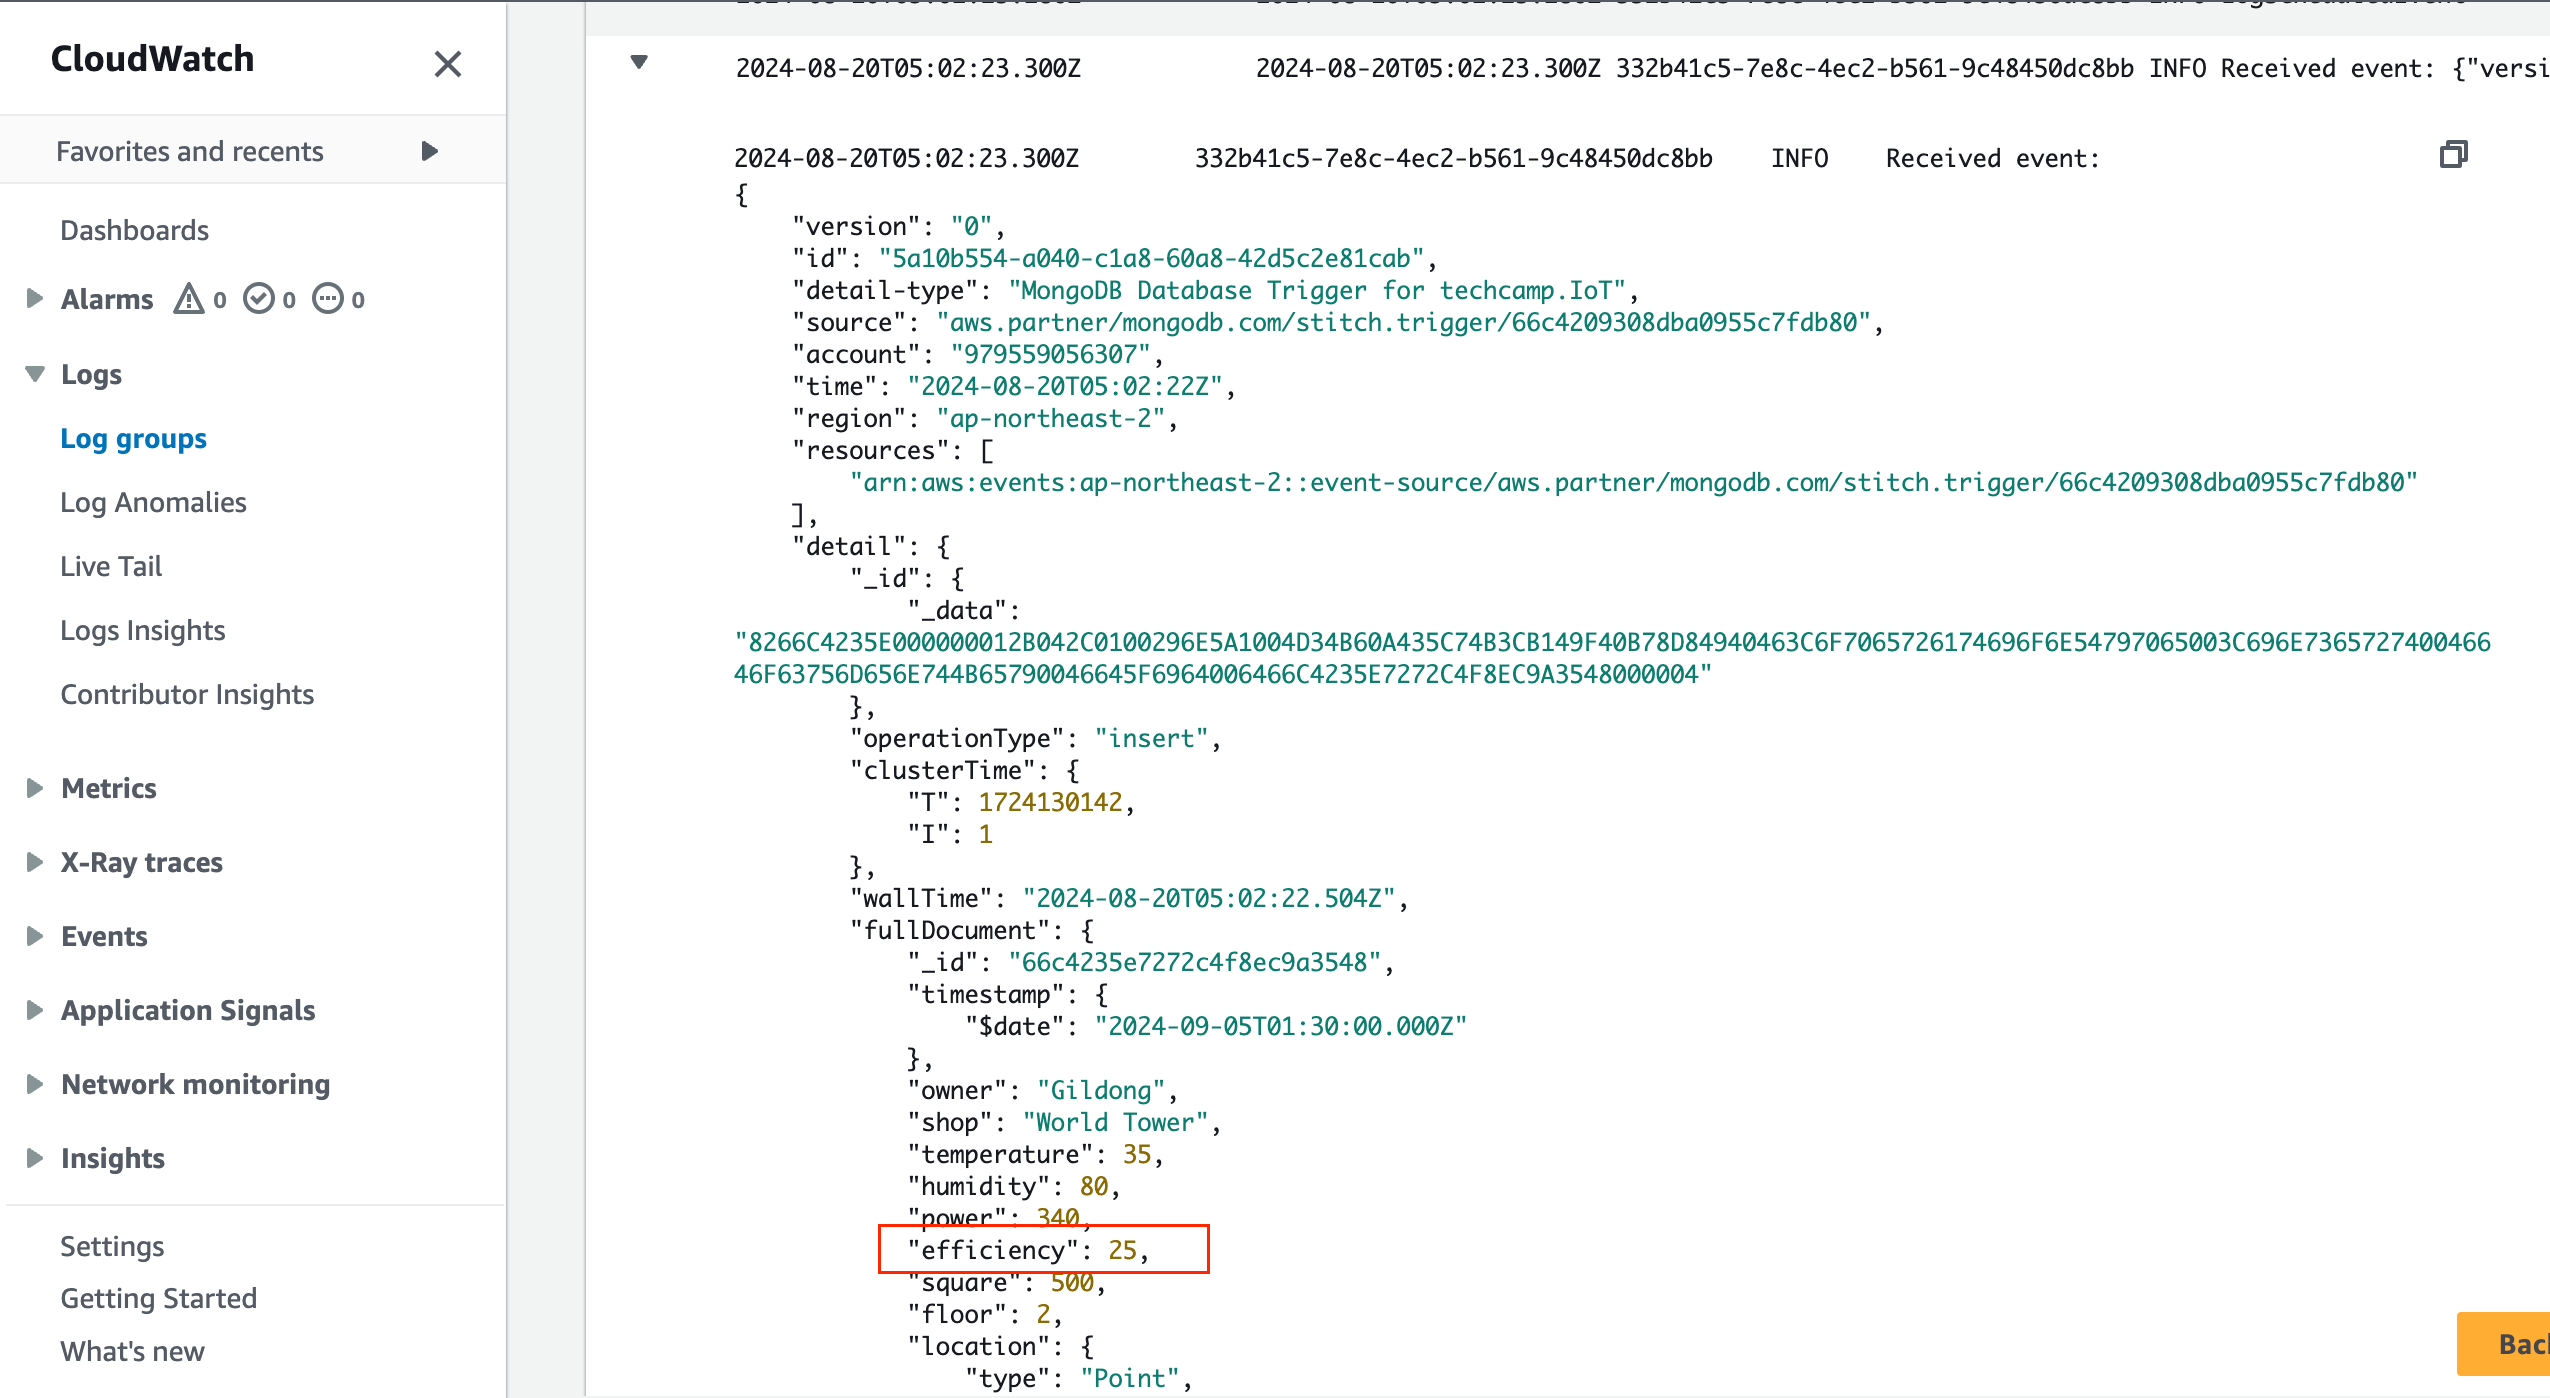 CloudWatch
Favorites and recents
Dashboards
Alarms 0 0 0
Logs
Log groups
Log Anomalies
Live Tail
Logs Insights
Contributor Insights
Metrics
X-Ray traces
Events
Application Signals
Network monitoring
Insights
Settings
Getting Started
What's new
2024-08-20T05:02:23.300Z 2024-08-20T05:02:23.300Z 332b41c5-7e8c-4ec2-b561-9c48450dc8bb INFO Received event: {"versi
2024-08-20T05:02:23.300Z 332b41c5-7e8c-4ec2-b561-9c48450dc8bb INFO Received event:
{
"version": "0",
"id": "5a10b554-a040-c1a8-60a8-42d5c2e81cab",
"detail-type": "MongoDB Database Trigger for techcamp.IoT",
"source": "aws.partner/mongodb.com/stitch.trigger/66c4209308dba0955c7fdb80",
"account": "979559056307",
"time": "2024-08-20T05:02:22Z",
"region": "ap-northeast-2",
"resources": [
"arn:aws:events:ap-northeast-2::event-source/aws.partner/mongodb.com/stitch.trigger/66c4209308dba0955c7fdb80"
],
"detail": {
"_id": {
"_data":
"8266C4235E000000012B042C0100296E5A1004D34B60A435C74B3CB149F40B78D84940463C6F7065726174696F6E54797065003C696E736572740046​6
46F63756D656E744B65790046645F6964006466C4235E7272C4F8EC9A3548000004"
},
"operationType": "insert",
"clusterTime": {
"T": 1724130142,
"I": 1
},
"wallTime": "2024-08-20T05:02:22.504Z",
"fullDocument": {
"_id": "66c4235e7272c4f8ec9a3548",
"timestamp": {
"$date": "2024-09-05T01:30:00.000Z"
},
"owner": "Gildong",
"shop": "World Tower",
"temperature": 35,
"humidity": 80,
"power": 340,
"efficiency": 25,
"square": 500,
"floor": 2,
"location": {
"type": "Point",
Bac